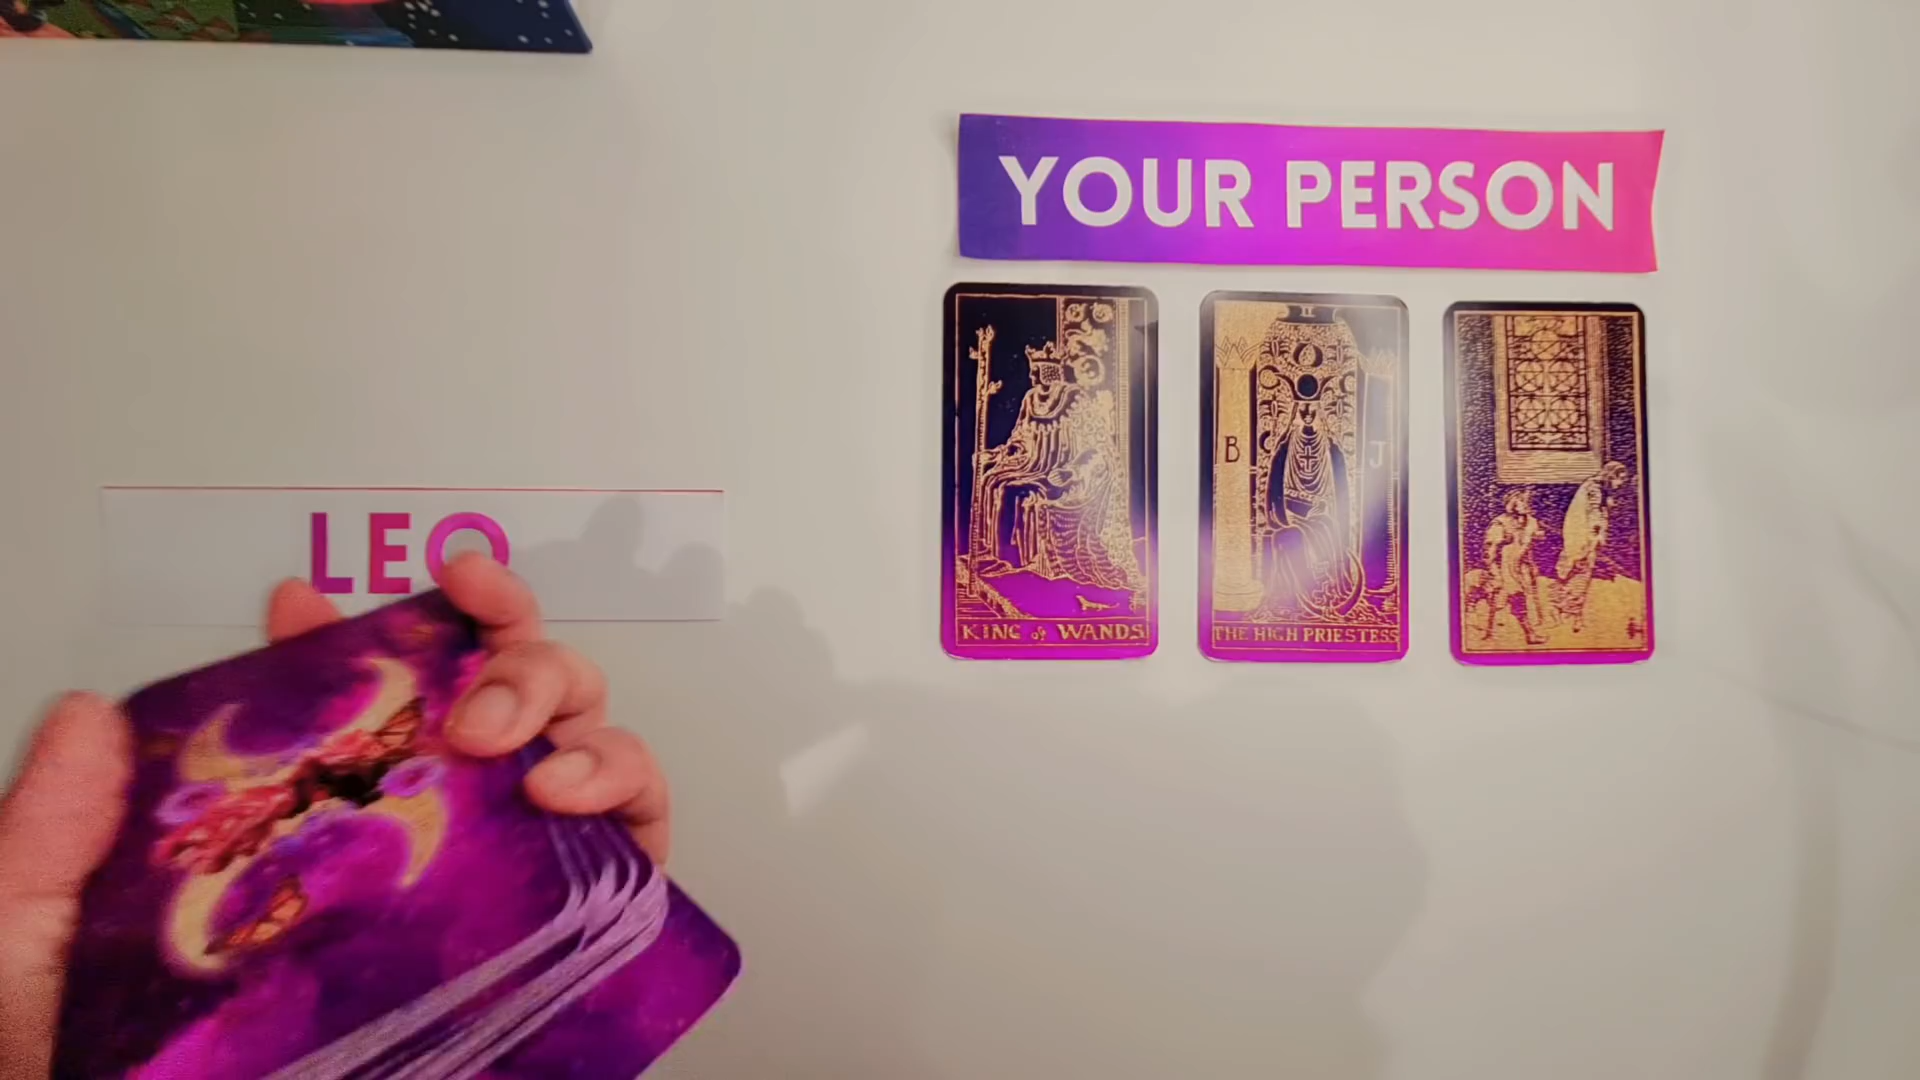 YOUR PERSON
LEO
KING of WANDS
II
B
J
THE HIGH PRIESTESS